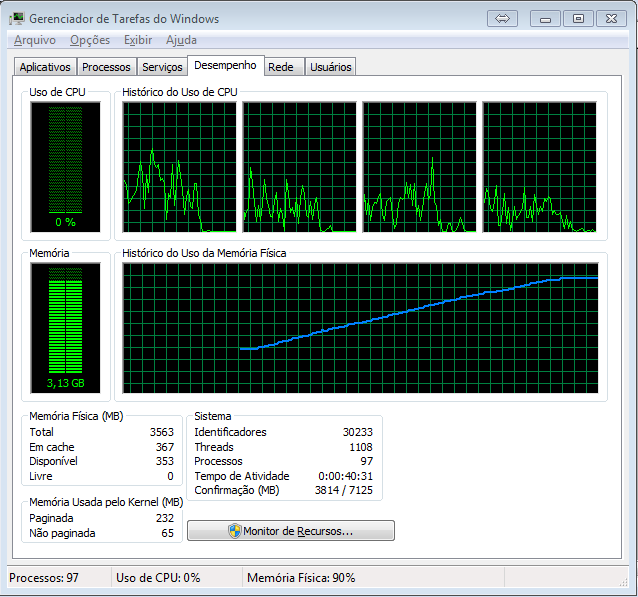 Gerenciador de Tarefas do Windows
Arquivo Opções Exibir Ajuda
Aplicativos Processos Serviços Desempenho Rede Usuários
Uso de CPU Histórico do Uso de CPU
0 %
Memória Histórico do Uso da Memória Física
3,13 GB
Memória Física (MB)
Total 3563
Em cache 367
Disponível 353
Livre 0
Memória Usada pelo Kernel (MB)
Paginada 232
Não paginada 65
Sistema
Identificadores 30233
Threads 1108
Processos 97
Tempo de Atividade 0:00:40:31
Confirmação (MB) 3814 / 7125
Monitor de Recursos...
Processos: 97 Uso de CPU: 0% Memória Física: 90%